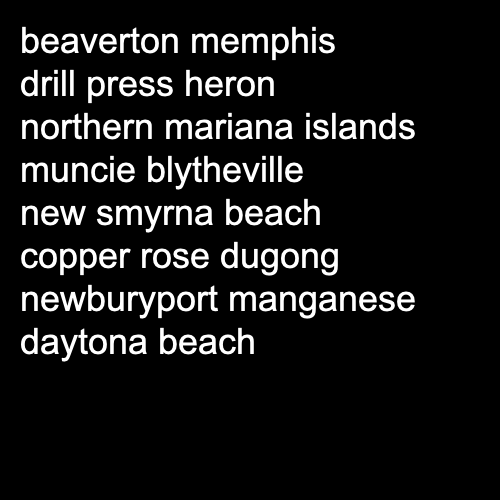 beaverton memphis
drill press heron
northern mariana islands
muncie blytheville
new smyrna beach
copper rose dugong
newburyport manganese
daytona beach